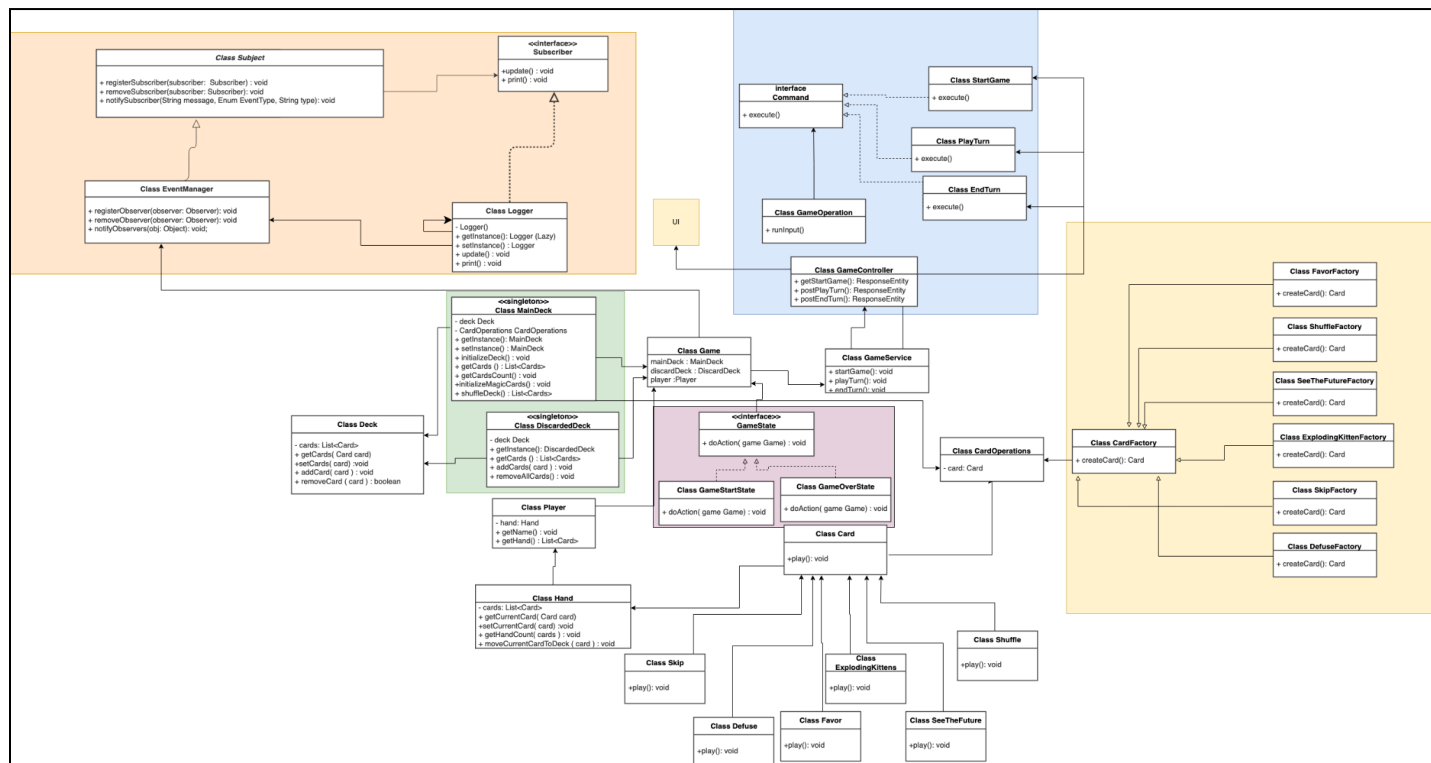 Class Subject
+ registerSubscriber(subscriber: Subscriber) : void
+ removeSubscriber(subscriber: Subscriber): void
+ notifySubscriber(String message, Enum EventType, String type): void
<<interface>>
Subscriber
+update() : void
+ print() : void
Class EventManager
+ registerObserver(observer: Observer): void
+ removeObserver(observer: Observer): void
+ notifyObservers(obj: Object): void;
Class Logger
- Logger()
+ getInstance(): Logger (Lazy)
+ setInstance() : Logger
+ update() : void
+ print() : void
UI
Interface
Command
+ execute()
Class StartGame
+ execute()
Class PlayTurn
+ execute()
Class EndTurn
+ execute()
Class GameOperation
+ runInput()
Class GameController
+ getStartGame(): ResponseEntity
+ postPlayTurn(): ResponseEntity
+ postEndTurn(): ResponseEntity
<<singleton>>
Class MainDeck
- deck Deck
- CardOperations CardOperations
+ getInstance(): MainDeck
+ setInstance() : MainDeck
+ initializeDeck() : void
+ getCards () : List<Cards>
+ getCardsCount() : void
+initializeMagicCards() : void
+ shuffleDeck() : List<Cards>
Class Game
mainDeck : MainDeck
discardDeck : DiscardDeck
player :Player
Class GameService
+ startGame(): void
+ playTurn(): void
+ endTurn(): void
<<singleton>>
Class DiscardedDeck
- deck Deck
+ getInstance(): DiscardedDeck
+ getCards () : List<Cards>
+ addCards( card ) : void
+ removeAllCards() : void
Class Deck
- cards: List<Card>
+ getCards( Card card)
+setCards( card) :void
+ addCard( card ) : void
+ removeCard ( card ) : boolean
<<interface>>
GameState
+ doAction( game Game) : void
Class GameStartState
+ doAction( game Game) : void
Class GameOverState
+ doAction( game Game) : void
Class CardOperations
- card: Card
Class CardFactory
+ createCard(): Card
Class FavorFactory
+ createCard(): Card
Class ShuffleFactory
+ createCard(): Card
Class SeeTheFutureFactory
+ createCard(): Card
Class ExplodingKittenFactory
+ createCard(): Card
Class SkipFactory
+ createCard(): Card
Class DefuseFactory
+ createCard(): Card
Class Player
- hand: Hand
+ getName() : void
+ getHand() : List<Card>
Class Card
+play(): void
Class Hand
- cards: List<Card>
+ getCurrentCard( Card card)
+setCurrentCard( card) :void
+ getHandCount( cards ) : void
+ moveCurrentCardToDeck ( card ) : void
Class Skip
+play(): void
Class Defuse
+play(): void
Class Favor
+play(): void
Class
ExplodingKittens
+play(): void
Class SeeTheFuture
+play(): void
Class Shuffle
+play(): void